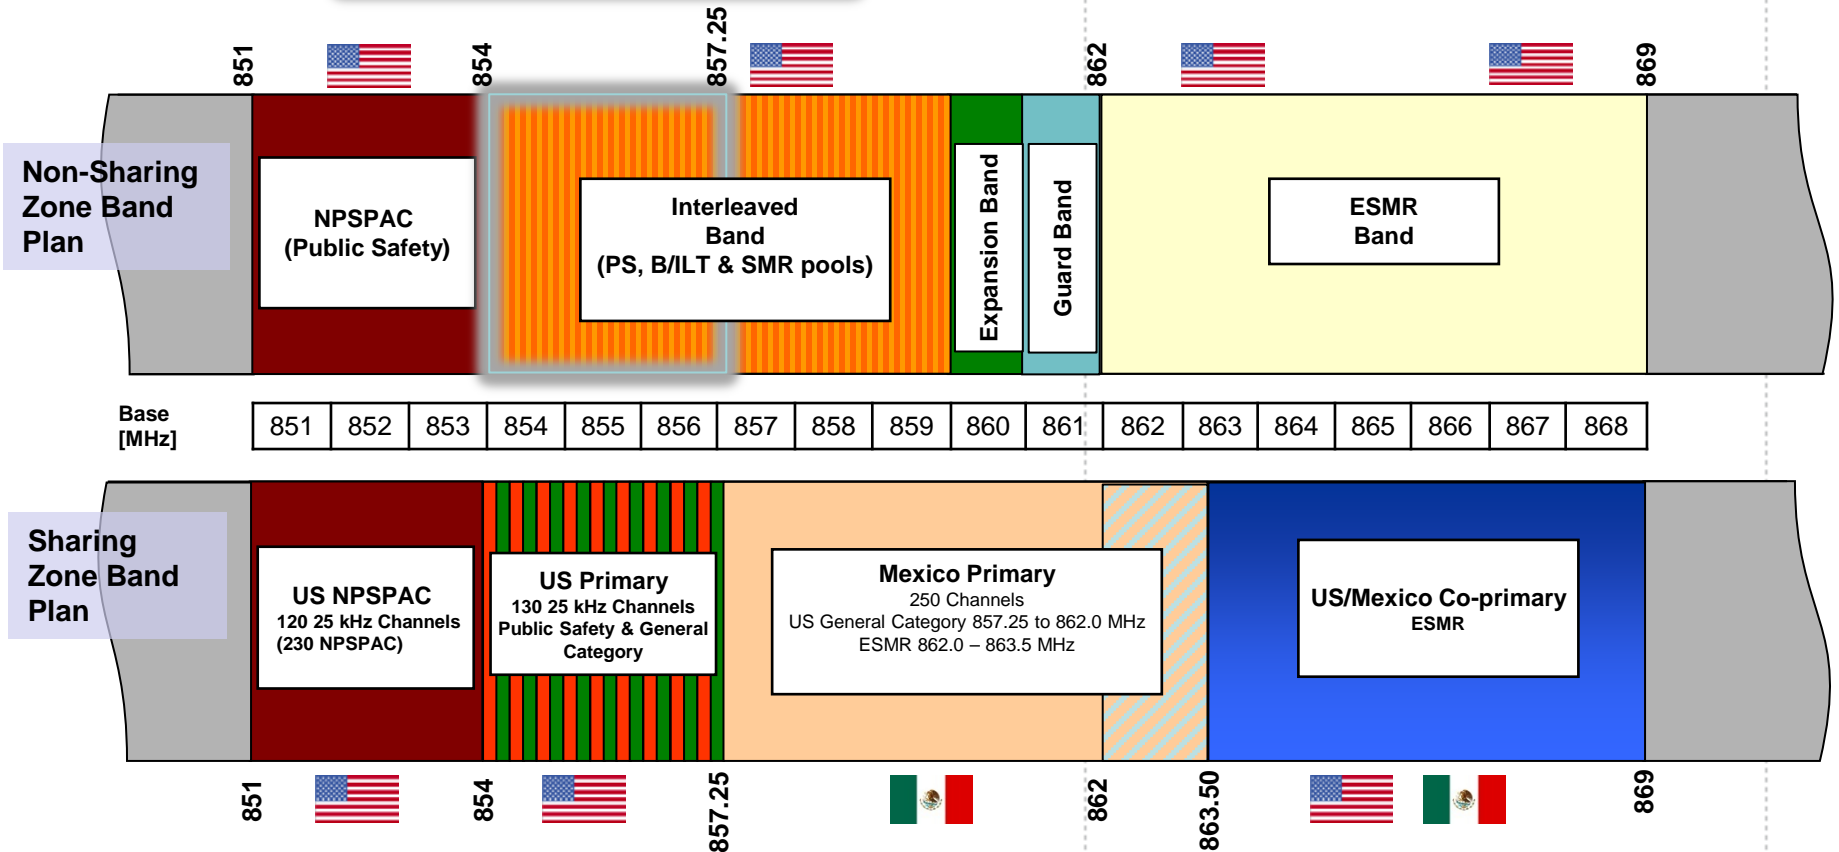 851
854
857.25
862
869
Non-Sharing
Zone Band
Plan
NPSPAC
(Public Safety)
Interleaved
Band
(PS, B/ILT & SMR pools)
Expansion Band
Guard Band
ESMR
Band
Base
[MHz]
851 852 853 854 855 856 857 858 859 860 861 862 863 864 865 866 867 868
Sharing
Zone Band
Plan
US NPSPAC
120 25 kHz Channels
(230 NPSPAC)
US Primary
130 25 kHz Channels
Public Safety & General
Category
Mexico Primary
250 Channels
US General Category 857.25 to 862.0 MHz
ESMR 862.0 – 863.5 MHz
US/Mexico Co-primary
ESMR
851
854
857.25
862
863.50
869